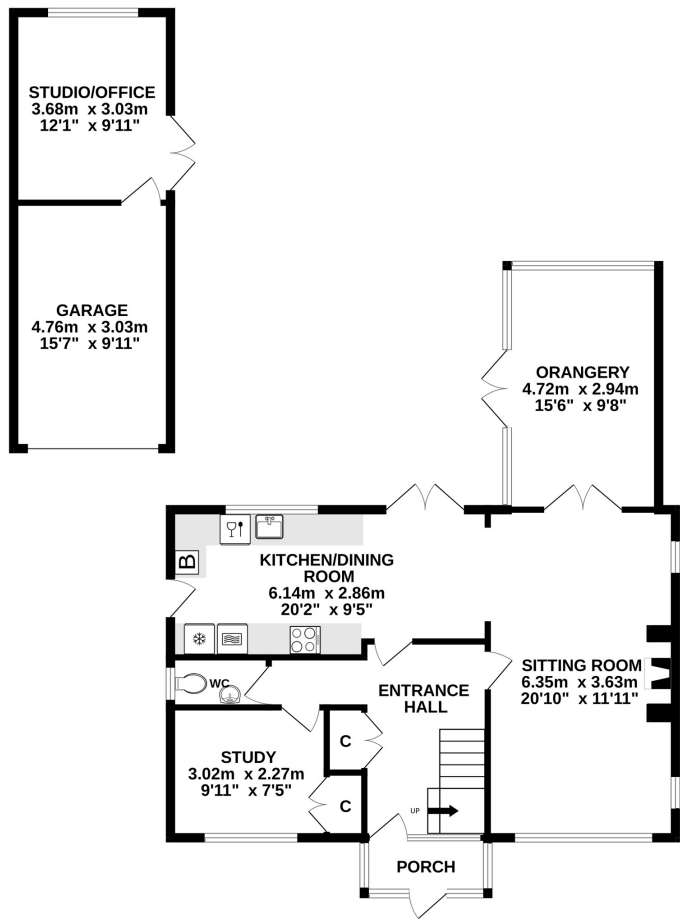 STUDIO/OFFICE
3.68m x 3.03m
12'1" x 9'11"
GARAGE
4.76m x 3.03m
15'7" x 9'11"
ORANGERY
4.72m x 2.94m
15'6" x 9'8"
B
KITCHEN/DINING
ROOM
6.14m x 2.86m
20'2" x 9'5"
WC
ENTRANCE
HALL
SITTING ROOM
6.35m x 3.63m
20'10" x 11'11"
C
STUDY
3.02m x 2.27m
9'11" x 7'5"
C
UP
PORCH